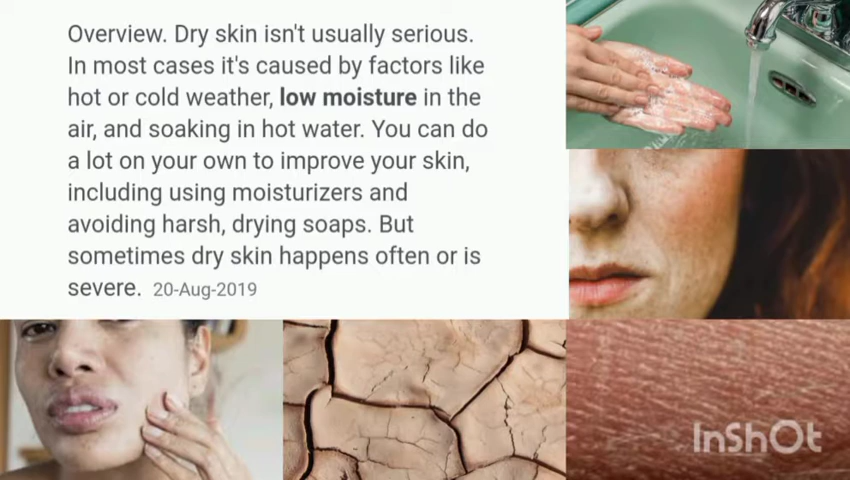 Overview. Dry skin isn't usually serious.
In most cases it's caused by factors like
hot or cold weather, low moisture in the
air, and soaking in hot water. You can do
a lot on your own to improve your skin,
including using moisturizers and
avoiding harsh, drying soaps. But
sometimes dry skin happens often or is
severe. 20-Aug-2019
InShOt